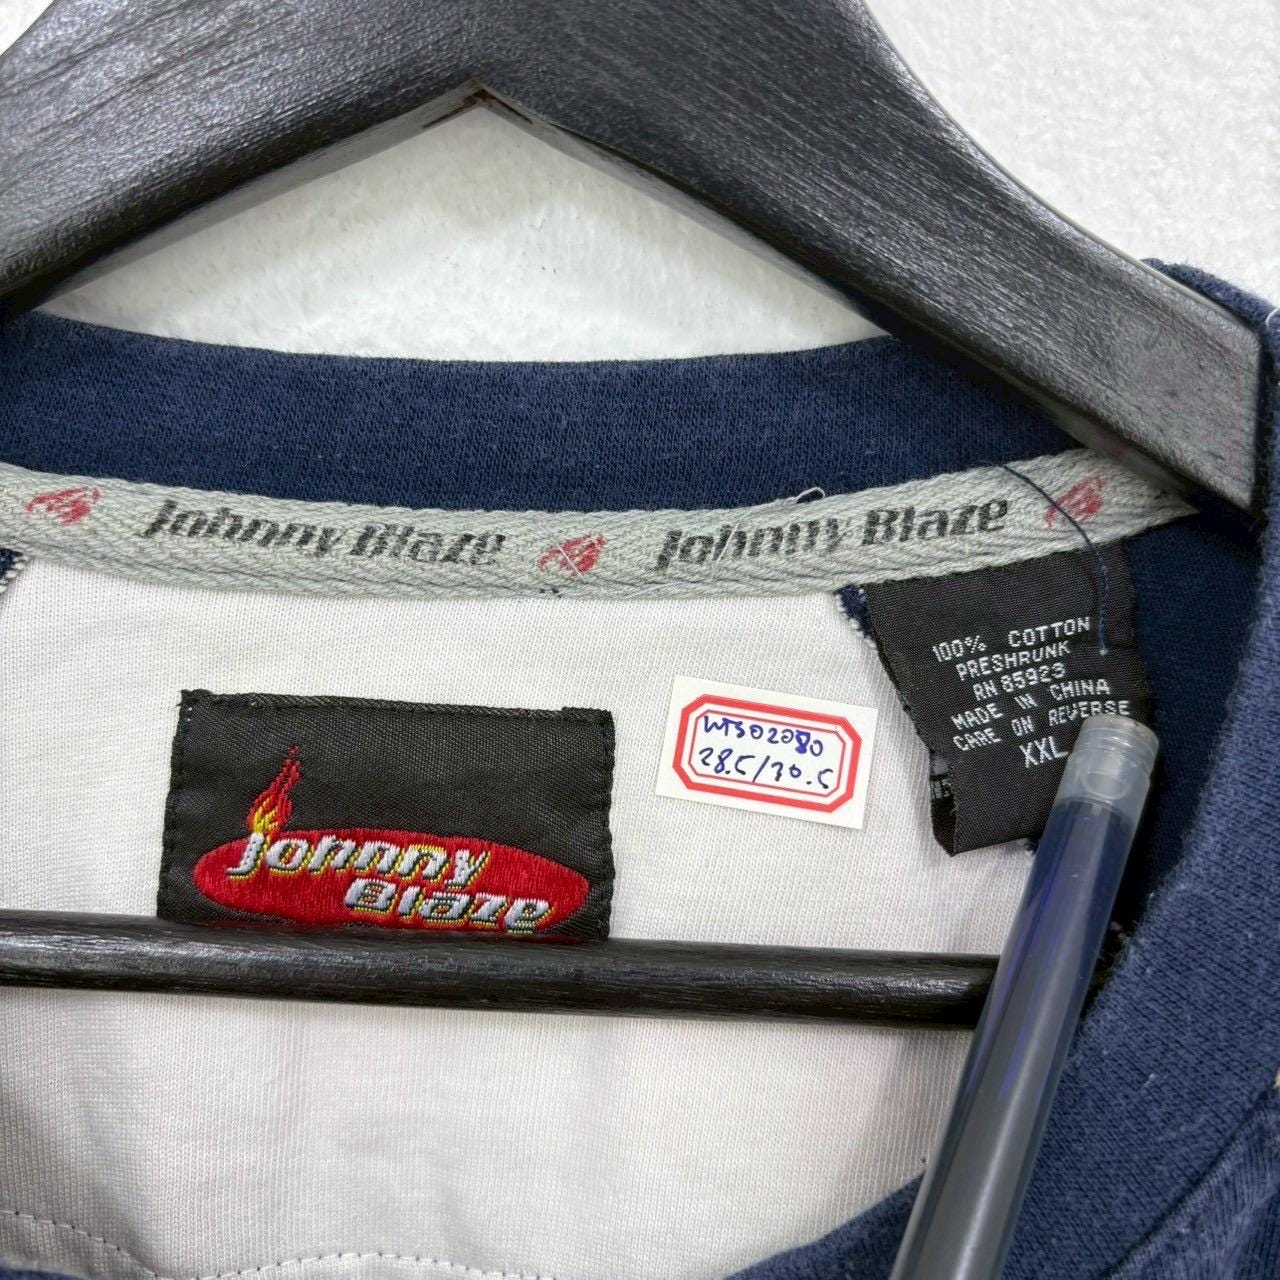 Johnny Blaze Johnny Blaze
100% COTTON
PRESHRUNK
RN 85923
MADE IN CHINA
CARE ON REVERSE
XXL
WTS02080
28.5/30.5
Johnny
Blaze